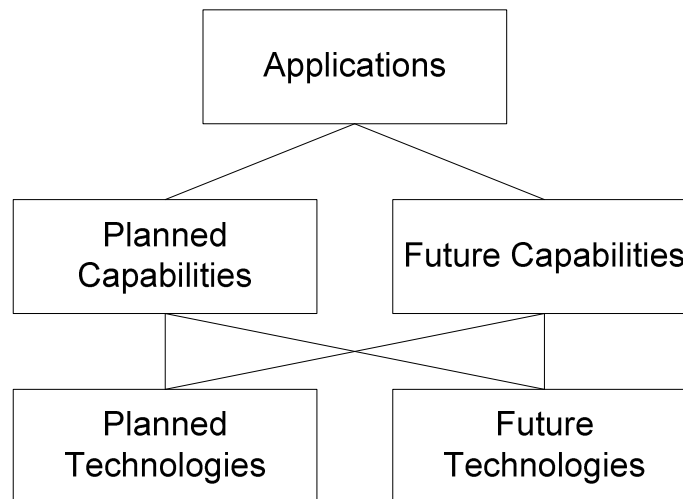 Applications
Planned
Capabilities
Future Capabilities
Planned
Technologies
Future
Technologies